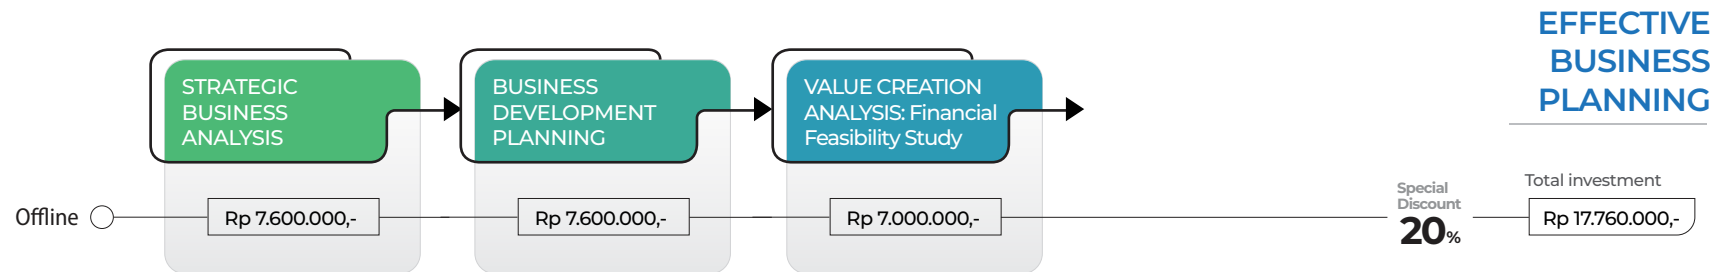 EFFECTIVE
BUSINESS
PLANNING
STRATEGIC
BUSINESS
ANALYSIS
BUSINESS
DEVELOPMENT
PLANNING
VALUE CREATION
ANALYSIS: Financial
Feasibility Study
Offline
Rp 7.600.000,-
Rp 7.600.000,-
Rp 7.000.000,-
Special
Discount
20%
Total investment
Rp 17.760.000,-